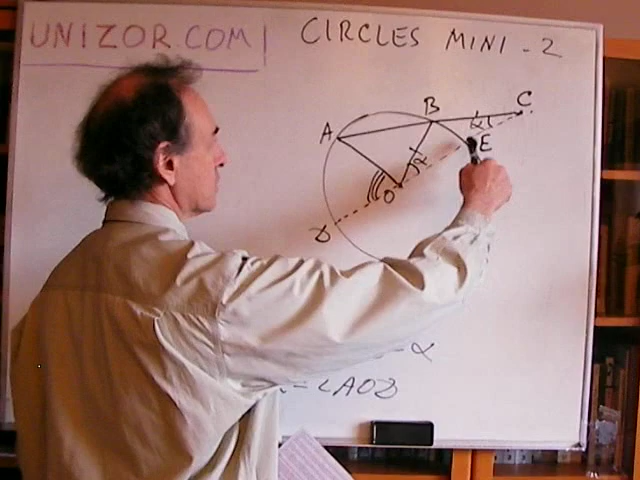 UNIZOR.COM
CIRCLES MINI - 2
A
B
C
α
E
α
O
D
- α
= ∠AOD